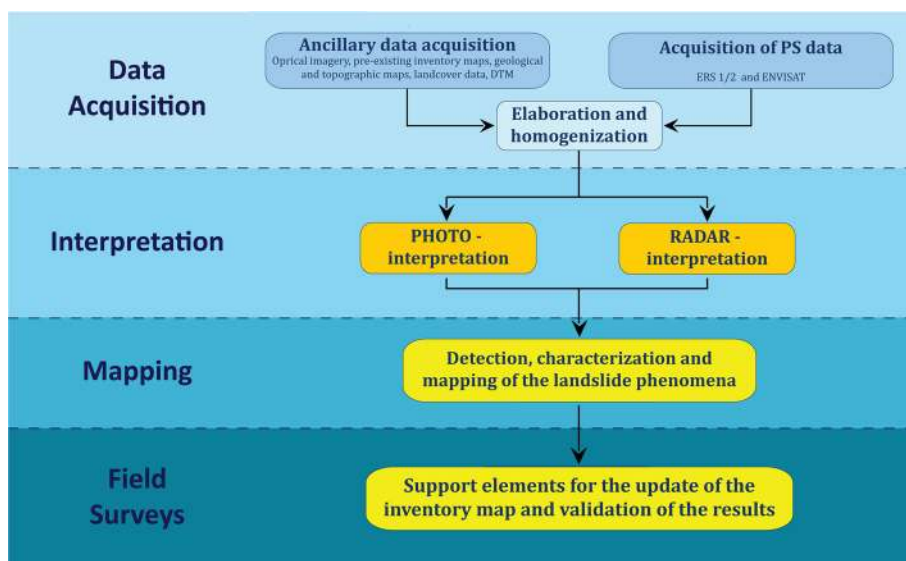 Data
Acquisition
Ancillary data acquisition
Oprical imagery, pre-existing inventory maps, geological
and topographic maps, landcover data, DTM
Acquisition of PS data
ERS 1/2 and ENVISAT
Elaboration and
homogenization
Interpretation
PHOTO -
interpretation
RADAR -
interpretation
Mapping
Detection, characterization and
mapping of the landslide phenomena
Field
Surveys
Support elements for the update of the
inventory map and validation of the results